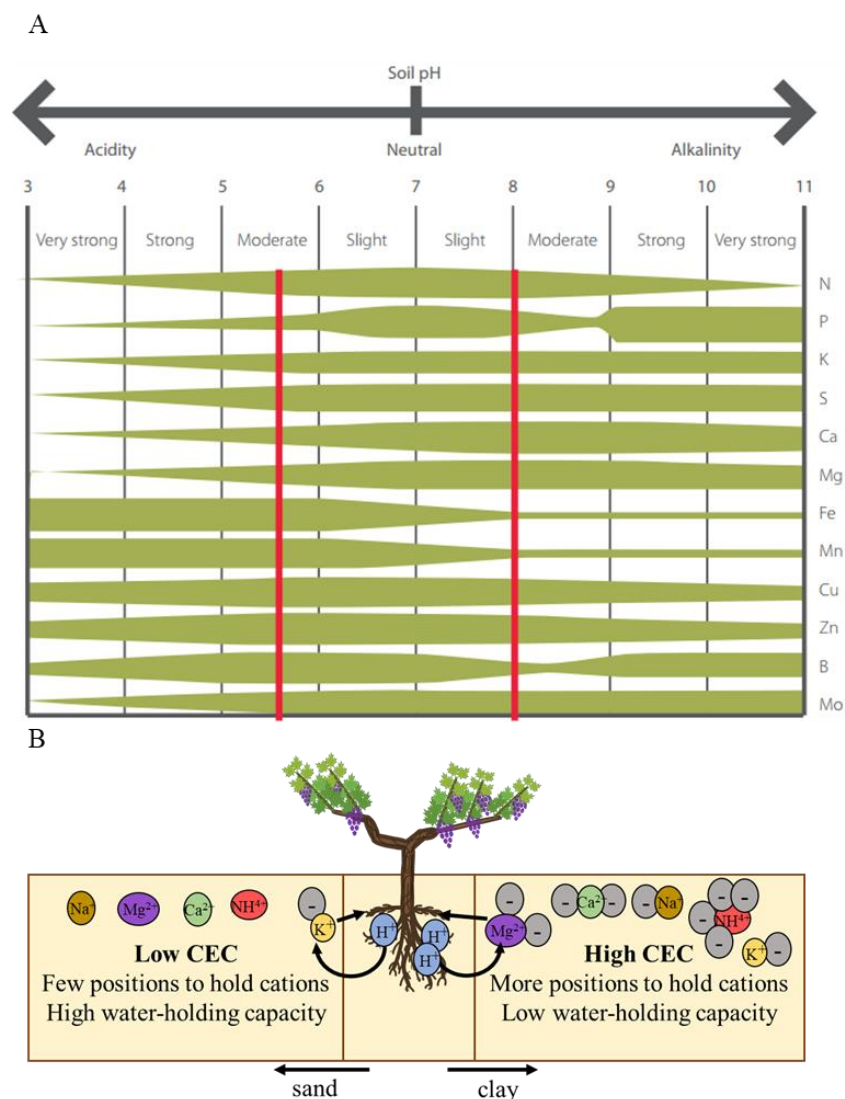 A
Soil pH
Acidity Neutral Alkalinity
3 4 5 6 7 8 9 10 11
Very strong Strong Moderate Slight Slight Moderate Strong Very strong
N
P
K
S
Ca
Mg
Fe
Mn
Cu
Zn
B
Mo
B
Na⁺ Mg²⁺ Ca²⁺ NH⁴⁺ - K⁺
H⁺ H⁺ H⁺
- Mg²⁺ - - Ca²⁺ - - Na⁺ - - - NH⁴⁺ - K⁺ -
Low CEC
Few positions to hold cations
High water-holding capacity
High CEC
More positions to hold cations
Low water-holding capacity
sand clay